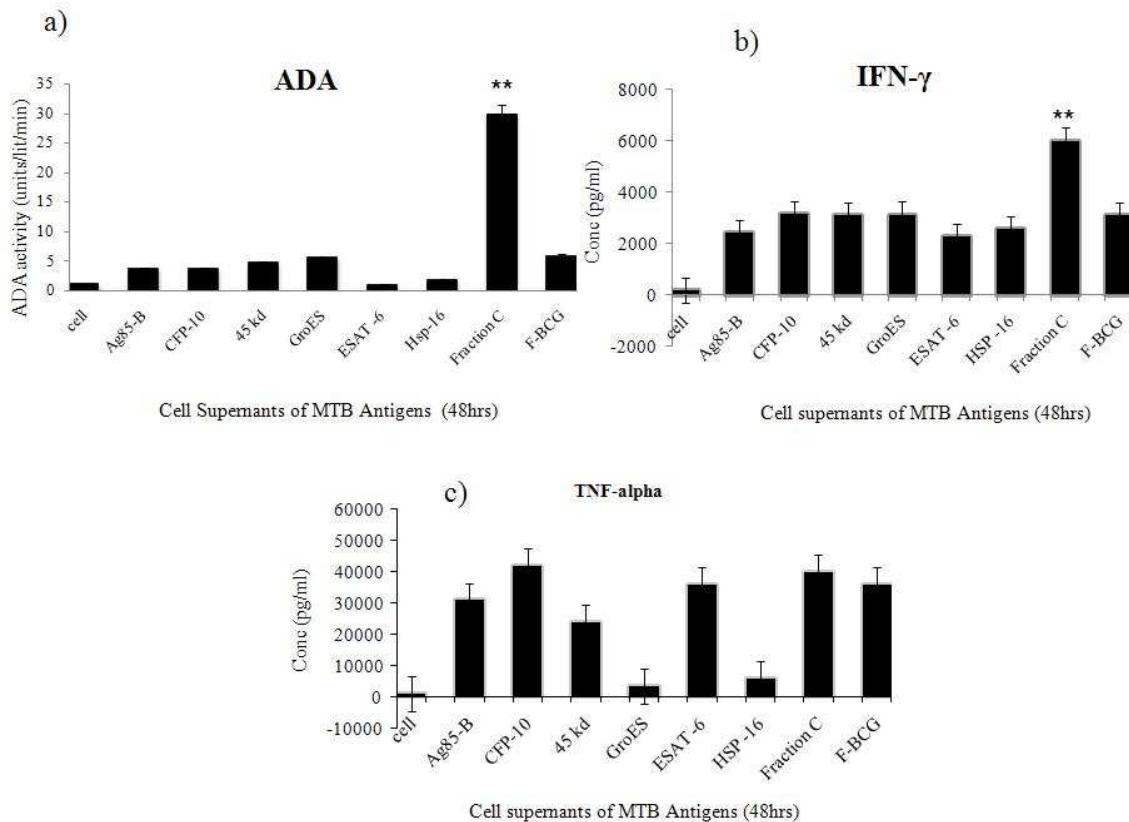 a)
ADA
**
ADA activity (units/lit/min)
35
30
25
20
15
10
5
0
cell
Ag85-B
CFP-10
45 kd
GroES
ESAT -6
Hsp-16
Fraction C
F-BCG
Cell Supernants of MTB Antigens (48hrs)
b)
IFN-γ
**
Conc (pg/ml)
8000
6000
4000
2000
0
-2000
cell
Ag85-B
CFP-10
45 kd
GroES
ESAT -6
HSP -16
Fraction C
F-BCG
Cell supernants of MTB Antigens (48hrs)
c)
TNF-alpha
Conc (pg/ml)
60000
50000
40000
30000
20000
10000
0
-10000
cell
Ag85-B
CFP-10
45 kd
GroES
ESAT -6
HSP -16
Fraction C
F-BCG
Cell supernants of MTB Antigens (48hrs)